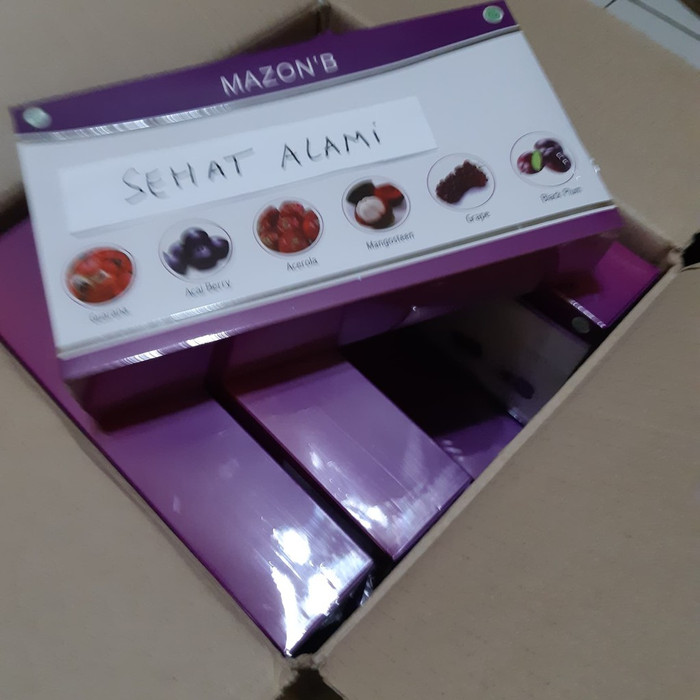 MAZON'B
SEHAT ALAMi
Acai Berry
Acerola
Mangosteen
Grape
Black Plum